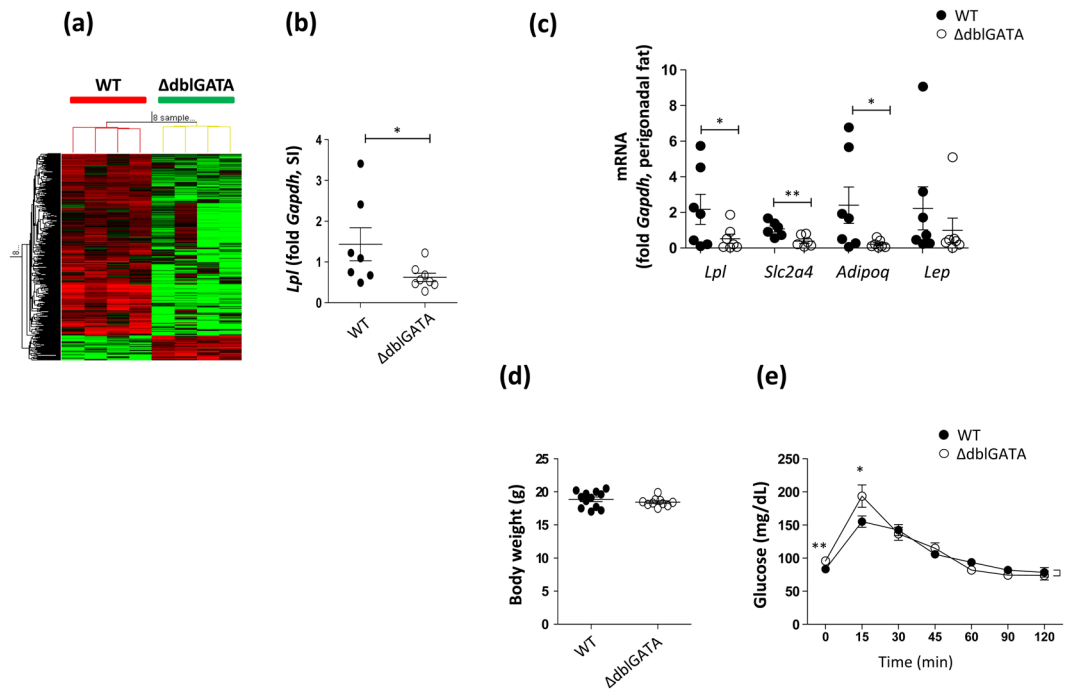 (a)
WT ΔdblGATA
8 sample...
8...
(b)
Lpl (fold Gapdh, SI)
4
3
2
1
0
*
WT
ΔdblGATA
(c)
WT
ΔdblGATA
mRNA
(fold Gapdh, perigonadal fat)
10
8
6
4
2
0
*
**
*
Lpl Slc2a4 Adipoq Lep
(d)
Body weight (g)
25
20
15
10
5
0
WT
ΔdblGATA
(e)
WT
ΔdblGATA
Glucose (mg/dL)
250
200
150
100
50
0
*
**
0 15 30 45 60 90 120
Time (min)